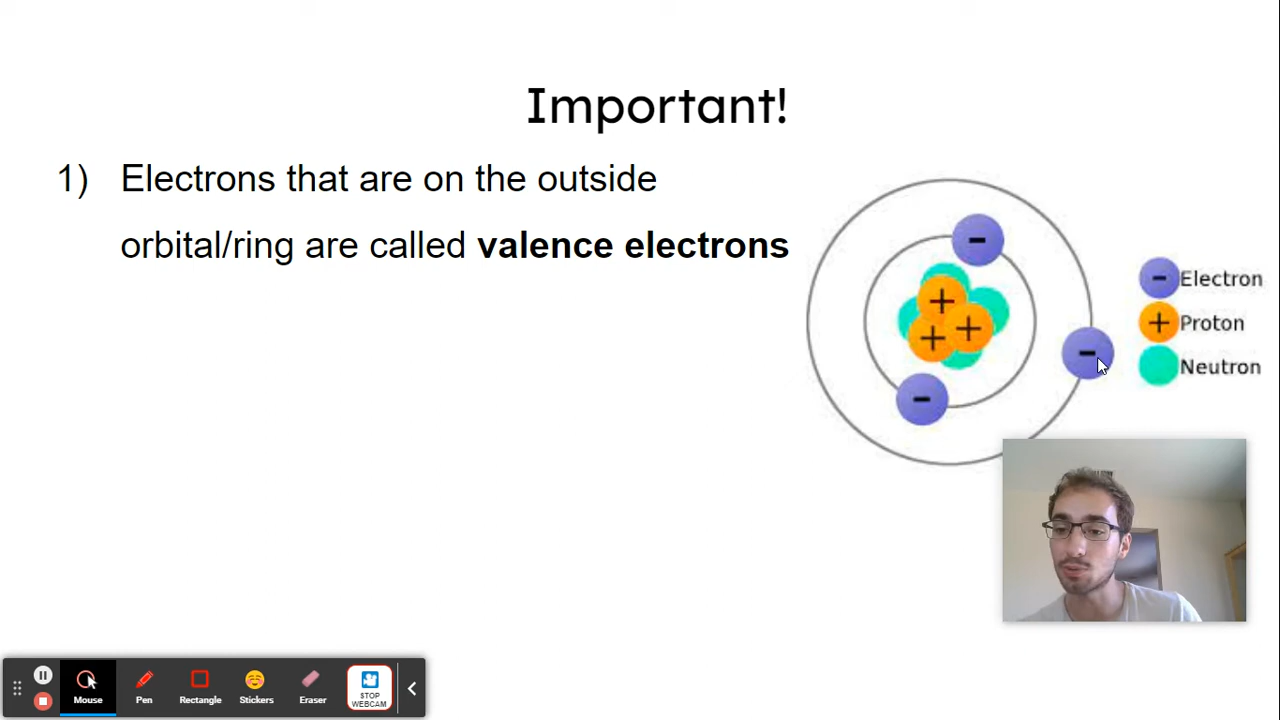 Important!
1) Electrons that are on the outside
orbital/ring are called valence electrons
-
-
-
+
+
+
- Electron
+ Proton
Neutron
Mouse
Pen
Rectangle
Stickers
Eraser
STOP
WEBCAM